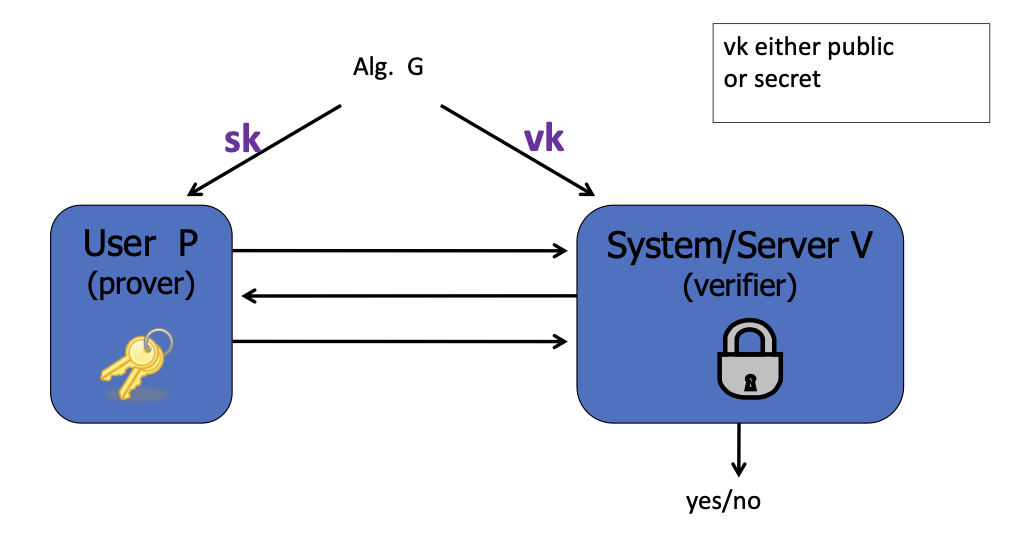 Alg. G
vk either public
or secret
sk
vk
User P
(prover)
System/Server V
(verifier)
yes/no